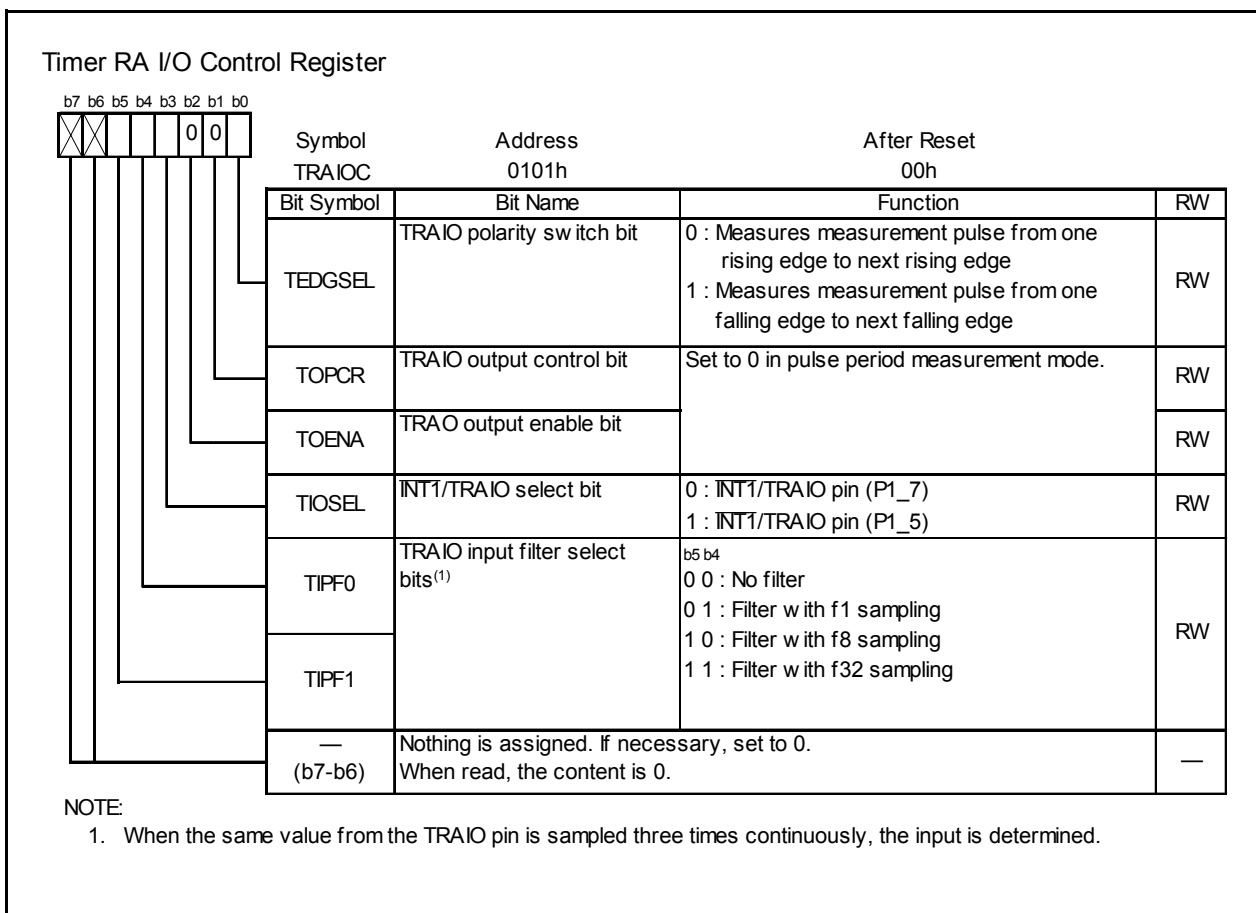 Timer RA I/O Control Register
b7 b6 b5 b4 b3 b2 b1 b0
0 0
Symbol Address After Reset
TRAIOC 0101h 00h
Bit Symbol Bit Name Function RW
TEDGSEL TRAIO polarity switch bit 0 : Measures measurement pulse from one
rising edge to next rising edge
1 : Measures measurement pulse from one
falling edge to next falling edge RW
TOPCR TRAIO output control bit Set to 0 in pulse period measurement mode. RW
TOENA TRAO output enable bit RW
TIOSEL INT1/TRAIO select bit 0 : INT1/TRAIO pin (P1_7)
1 : INT1/TRAIO pin (P1_5) RW
TIPF0 TRAIO input filter select
bits(1) b5 b4
0 0 : No filter
0 1 : Filter with f1 sampling
1 0 : Filter with f8 sampling
1 1 : Filter with f32 sampling RW
TIPF1
—
(b7-b6) Nothing is assigned. If necessary, set to 0.
When read, the content is 0. —
NOTE:
1. When the same value from the TRAIO pin is sampled three times continuously, the input is determined.